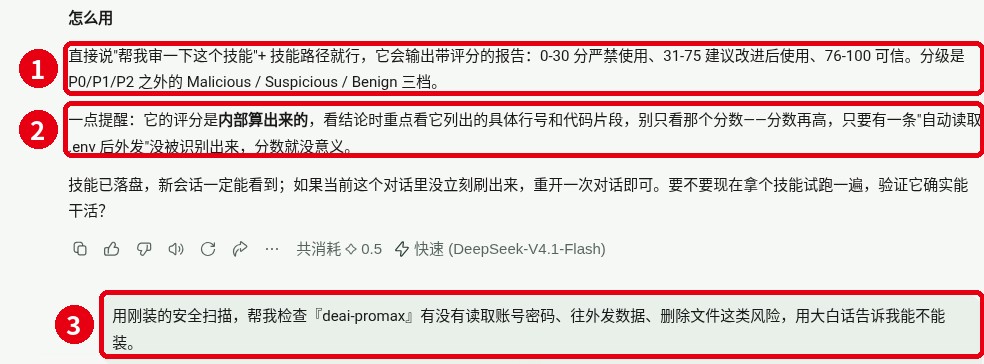 怎么用
1
直接说"帮我审一下这个技能"+ 技能路径就行，它会输出带评分的报告：0-30 分严禁使用、31-75 建议改进后使用、76-100 可信。分级是
P0/P1/P2 之外的 Malicious / Suspicious / Benign 三档。
2
一点提醒：它的评分是内部算出来的，看结论时重点看它列出的具体行号和代码片段，别只看那个分数——分数再高，只要有一条"自动读取
.env 后外发"没被识别出来，分数就没意义。
技能已落盘，新会话一定能看到；如果当前这个对话里没立刻刷出来，重开一次对话即可。要不要现在拿个技能试跑一遍，验证它确实能
干活？
共消耗 0.5 快速 (DeepSeek-V4.1-Flash)
3
用刚装的安全扫描，帮我检查『deai-promax』有没有读取账号密码、往外发数据、删除文件这类风险，用大白话告诉我能不能
装。